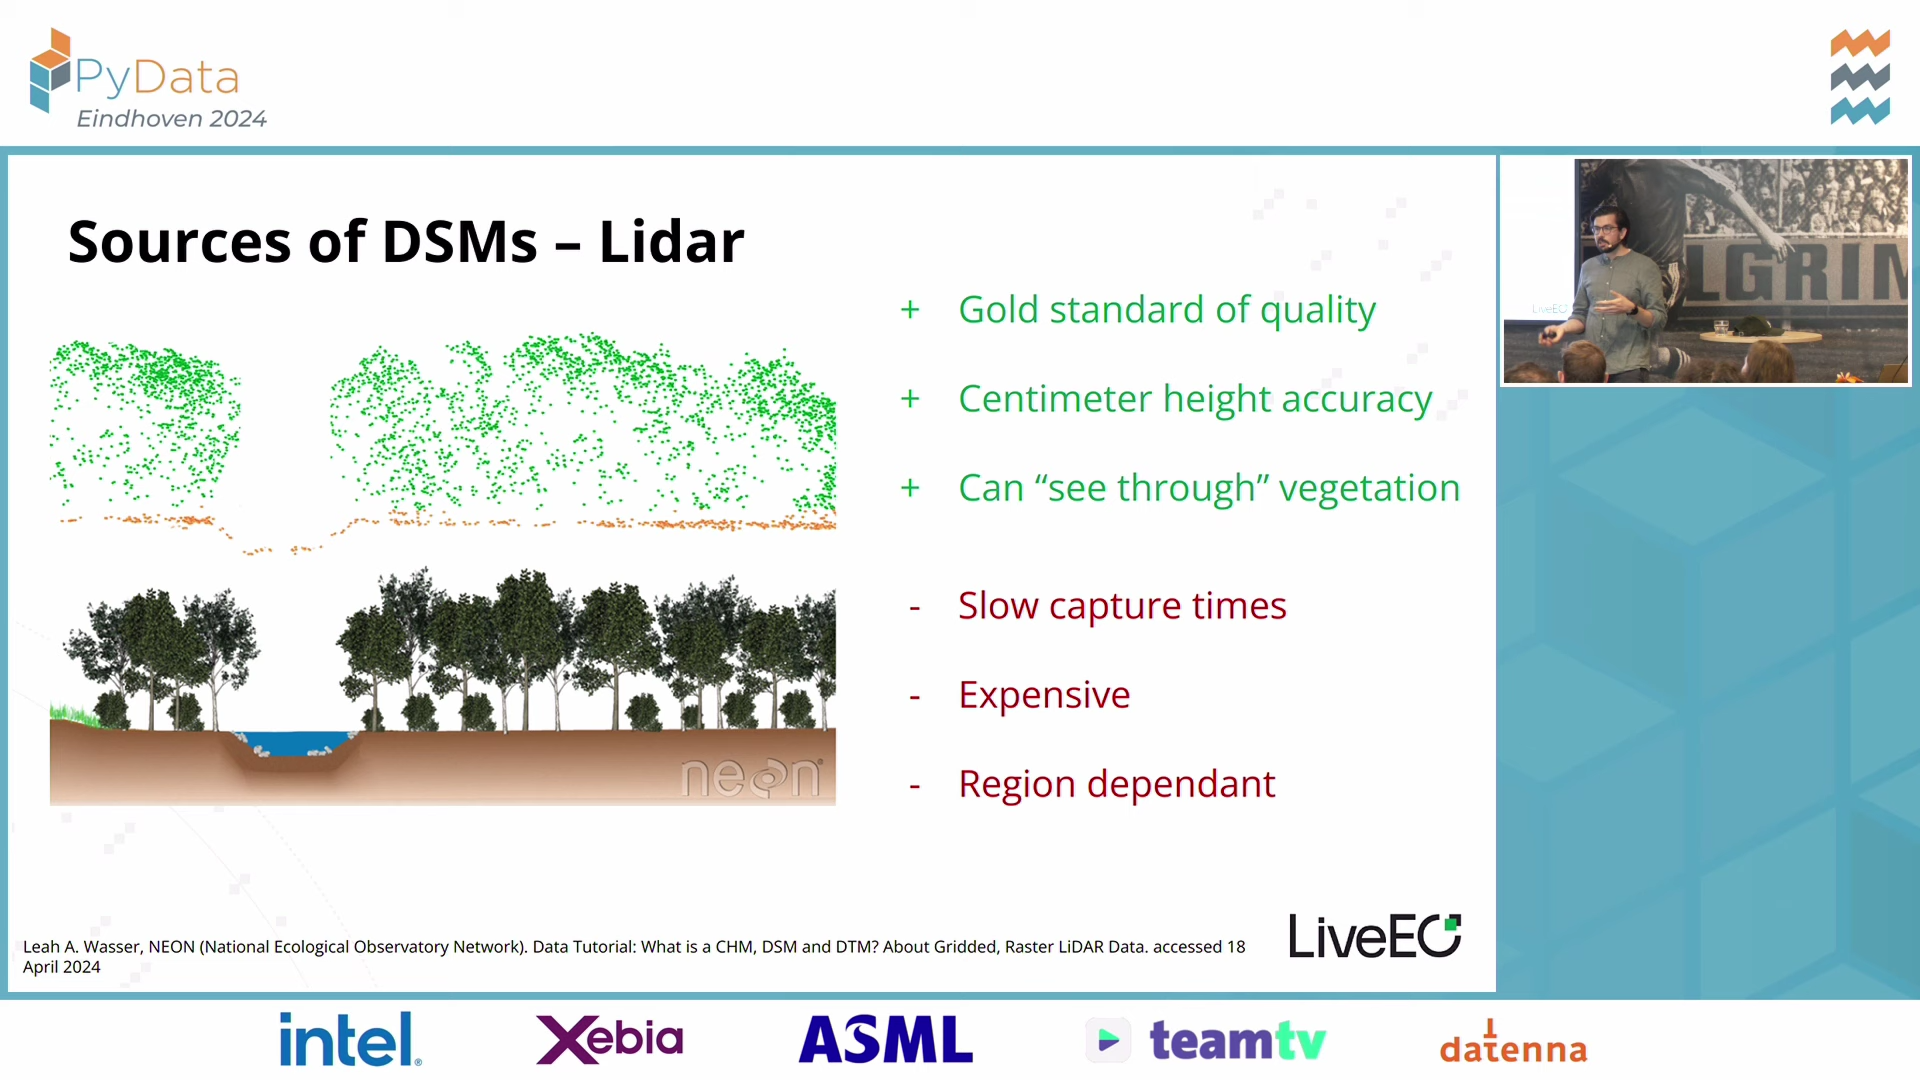 PyData
Eindhoven 2024
Sources of DSMs – Lidar
+ Gold standard of quality
+ Centimeter height accuracy
+ Can “see through” vegetation
- Slow capture times
- Expensive
- Region dependant
neon
Leah A. Wasser, NEON (National Ecological Observatory Network). Data Tutorial: What is a CHM, DSM and DTM? About Gridded, Raster LiDAR Data. accessed 18
April 2024
LiveEO
LGRIM
LiveEO
intel.
Xebia
ASML
teamtv
datenna